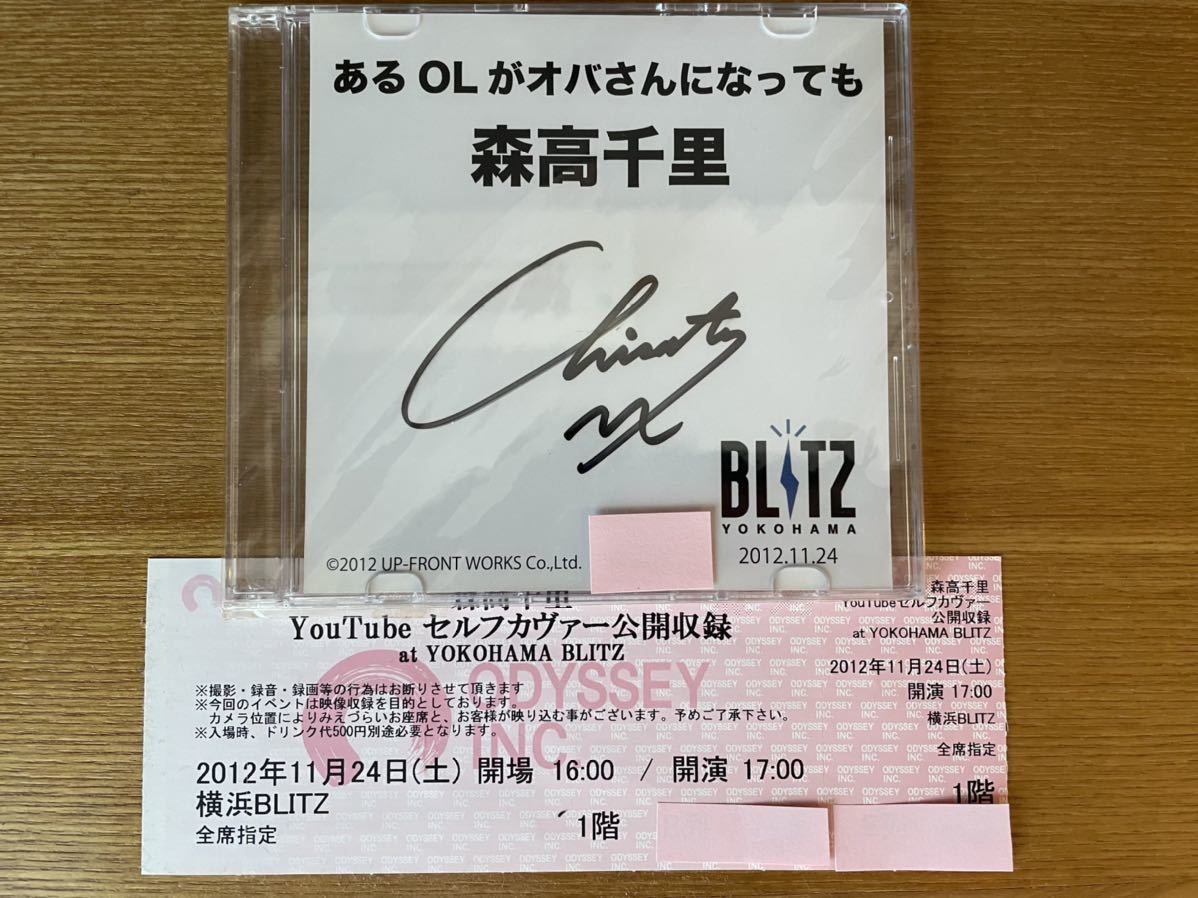 ある OL がオバさんになっても
森高千里
Chisato
BLITZ
YOKOHAMA
2012.11.24
©2012 UP-FRONT WORKS Co.,Ltd.
森高千里
YouTube セルフカヴァー公開収録
at YOKOHAMA BLITZ
ODYSSEY
INC.
※撮影・録音・録画等の行為はお断りさせて頂きます
※今回のイベントは映像収録を目的としております。
カメラ位置によりみえづらいお座席と、お客様が映り込む事がございます。予めご了承下さい。
※入場時、ドリンク代500円別途必要となります。
2012年11月24日(土) 開場 16:00 / 開演 17:00
横浜BLITZ
全席指定
1階
森高千里
YouTubeセルフカヴァー
公開収録
at YOKOHAMA BLITZ
2012年11月24日(土)
開演 17:00
横浜BLITZ
全席指定
1階